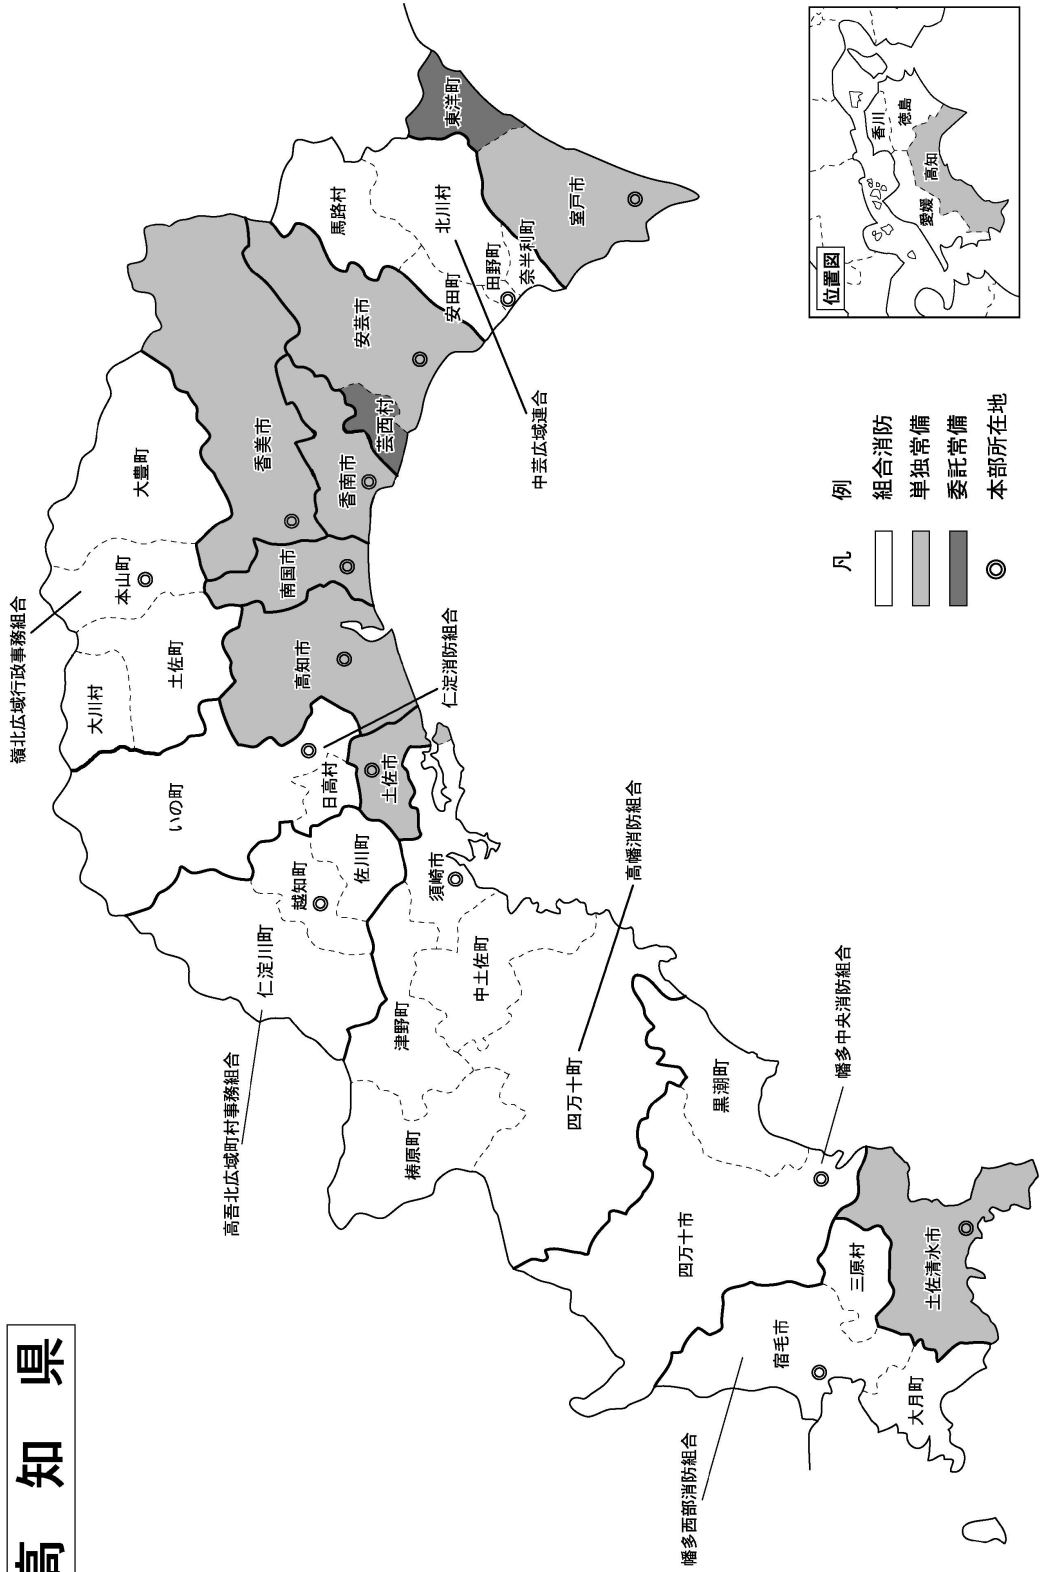 高知県
嶺北広域行政事務組合
大川村
土佐町
本山町
大豊町
いの町
日高村
仁淀消防組合
高知市
南国市
香美市
香南市
土佐市
芸西村
安芸市
馬路村
北川村
安田町
田野町
奈半利町
中芸広域連合
東洋町
室戸市
高吾北広域町村事務組合
仁淀川町
越知町
佐川町
須崎市
津野町
中土佐町
梼原町
四万十町
高幡消防組合
黒潮町
四万十市
幡多中央消防組合
幡多西部消防組合
宿毛市
三原村
大月町
土佐清水市
凡例
組合消防
単独常備
委託常備
本部所在地
位置図
香川
徳島
愛媛
高知